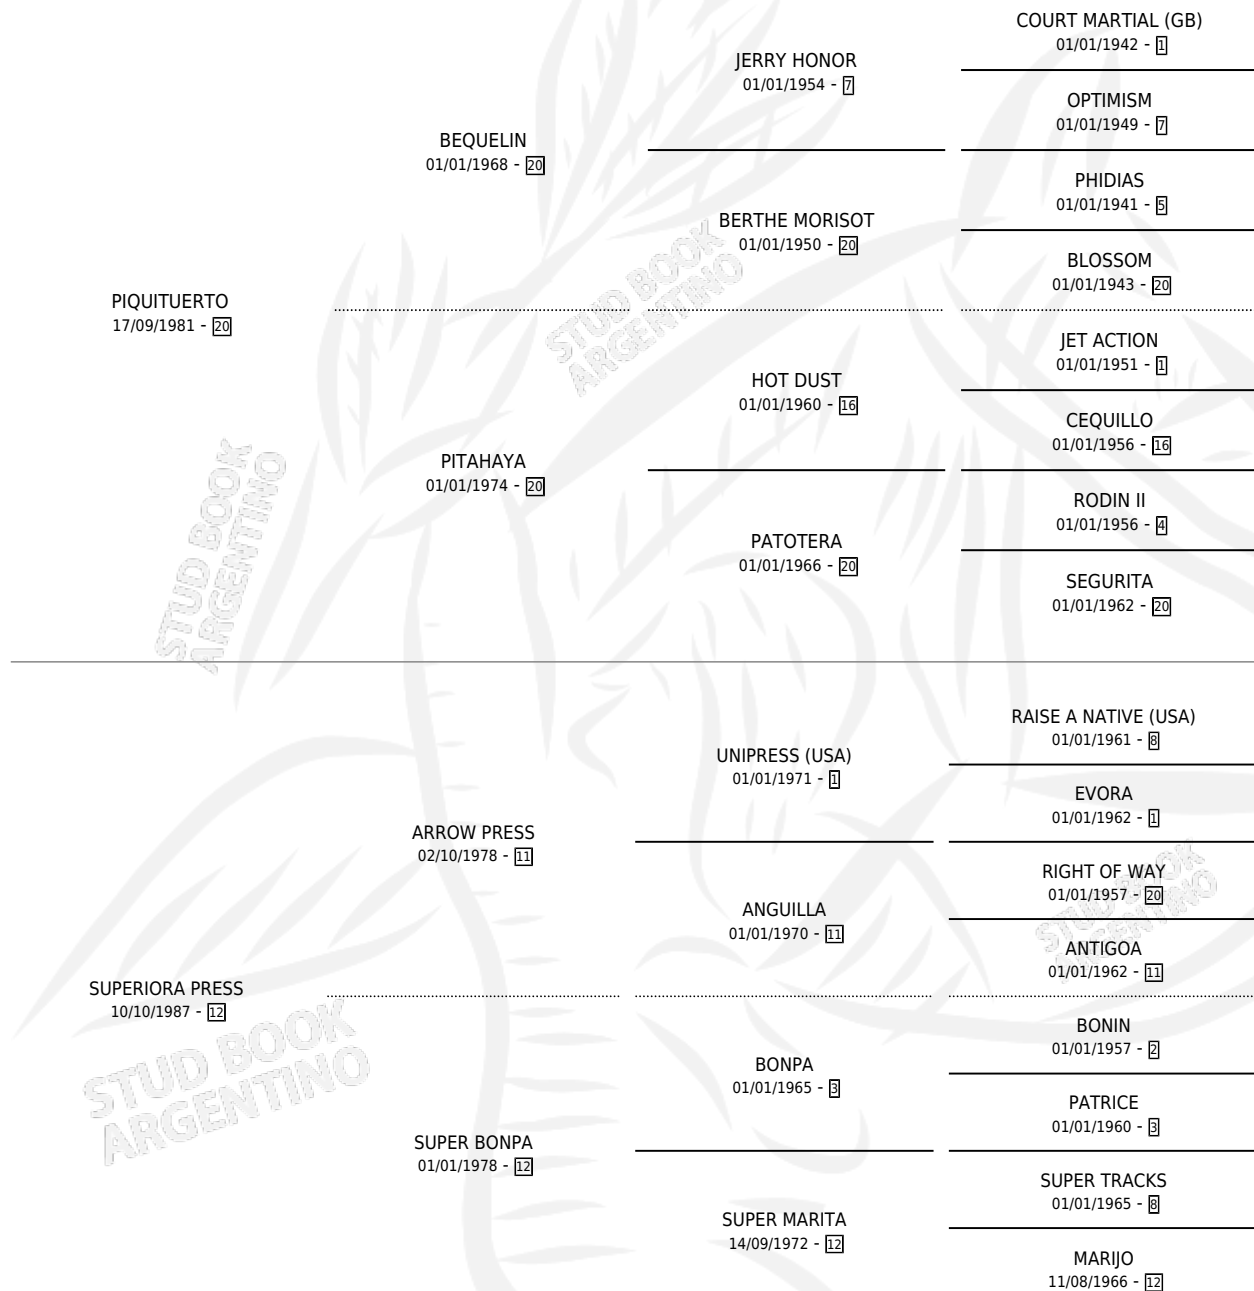 COURT MARTIAL (GB)
01/01/1942 - 1
JERRY HONOR
01/01/1954 - 7
OPTIMISM
01/01/1949 - 7
BEQUELIN
01/01/1968 - 20
PHIDIAS
01/01/1941 - 5
BERTHE MORISOT
01/01/1950 - 20
BLOSSOM
01/01/1943 - 20
PIQUITUERTO
17/09/1981 - 20
JET ACTION
01/01/1951 - 1
HOT DUST
01/01/1960 - 16
CEQUILLO
01/01/1956 - 16
PITAHAYA
01/01/1974 - 20
RODIN II
01/01/1956 - 4
PATOTERA
01/01/1966 - 20
SEGURITA
01/01/1962 - 20
RAISE A NATIVE (USA)
01/01/1961 - 8
UNIPRESS (USA)
01/01/1971 - 1
EVORA
01/01/1962 - 1
ARROW PRESS
02/10/1978 - 11
RIGHT OF WAY
01/01/1957 - 20
ANGUILLA
01/01/1970 - 11
ANTIGOA
01/01/1962 - 11
SUPERIORA PRESS
10/10/1987 - 12
BONIN
01/01/1957 - 2
BONPA
01/01/1965 - 3
PATRICE
01/01/1960 - 3
SUPER BONPA
01/01/1978 - 12
SUPER TRACKS
01/01/1965 - 8
SUPER MARITA
14/09/1972 - 12
MARIJO
11/08/1966 - 12
STUD BOOK
ARGENTINO
STUD BOOK
ARGENTINO
STUD BOOK
ARGENTINO
STUD BOOK
ARGENTINO